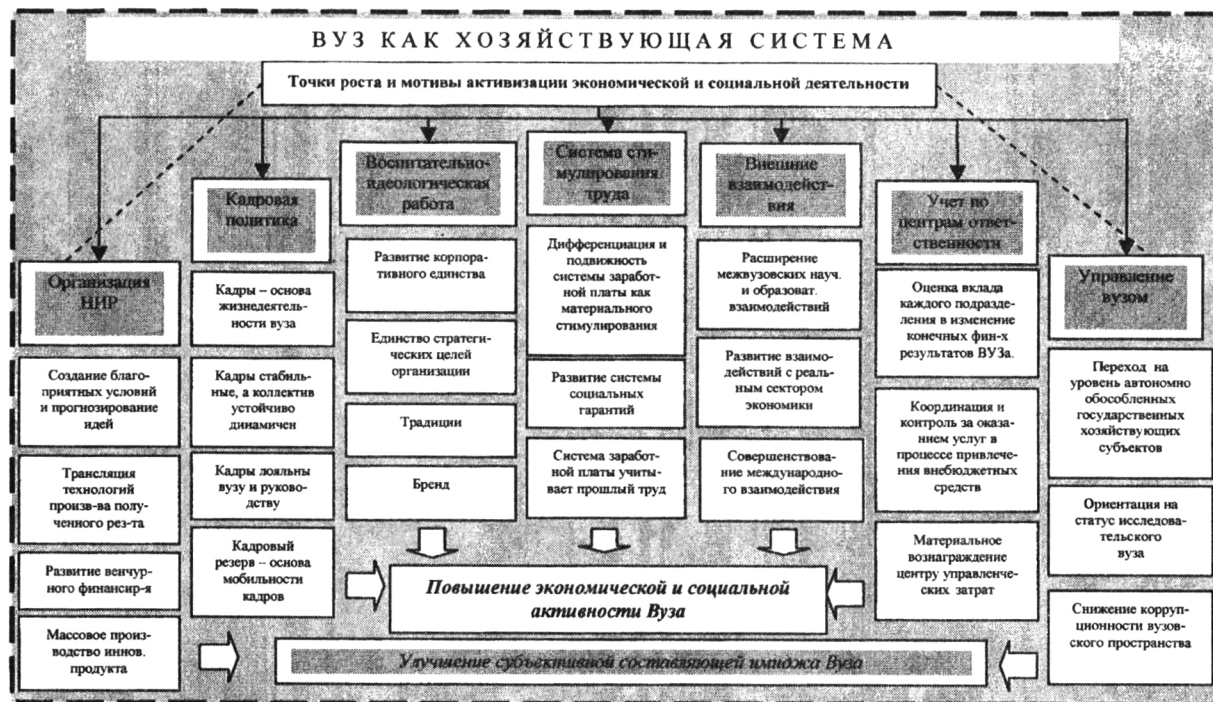 ВУЗ КАК ХОЗЯЙСТВУЮЩАЯ СИСТЕМА
Точки роста и мотивы активизации экономической и социальной деятельности
Организация
НИР
Создание благо-
приятных условий
и прогнозирование
идей
Трансляция
технологий
произв-ва полу-
ченного рез-та
Развитие венчур-
ного финансир-я
Массовое произ-
водство иннов.
продукта
Кадровая
политика
Кадры – основа
жизнедеятель-
ности вуза
Кадры стабиль-
ные, а коллектив
устойчиво
динамичен
Кадры лояльны
вузу и руково-
дству
Кадровый
резерв – основа
мобильности
кадров
Воспитательно-
идеологическая
работа
Развитие корпора-
тивного единства
Единство страте-
гических целей
организации
Традиции
Бренд
Система сти-
мулирования
труда
Дифференциация и
подвижность
системы заработ-
ной платы как
материального
стимулирования
Развитие системы
социальных
гарантий
Система заработ-
ной платы учиты-
вает прошлый труд
Внешние
взаимодейст-
вия
Расширение
межвузовских науч.
и образоват.
взаимодействий
Развитие взаимо-
действий с реаль-
ным сектором
экономики
Совершенствова-
ние международно-
го взаимодействия
Учет по
центрам ответ-
ственности
Оценка вклада
каждого подразде-
ления в изменение
конечных фин-х
результатов ВУЗа.
Координация и
контроль за оказа-
нием услуг в
процессе привле-
чения внебюджетных
средств
Материальное
вознаграждение
центру управленче-
ских затрат
Управление
вузом
Переход на
уровень автономно
обособленных
государственных
хозяйствующих
субъектов
Ориентация на
статус исследова-
тельского
вуза
Снижение корруп-
ционности вузов-
ского пространства
Повышение экономической и социальной
активности Вуза
Улучшение субъективной составляющей имиджа Вуза